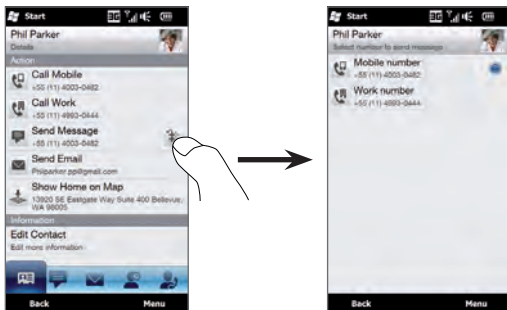 Start
Phil Parker
Details
Action
Call Mobile
+55 (11) 4003-0462
Call Work
+55 (11) 4993-0444
Send Message
+55 (11) 4003-0462
Send Email
Philparker.pp@gmail.com
Show Home on Map
13920 SE Eastgate Way Suite 400 Bellevue,
WA 98005
Information
Edit Contact
Edit more information
Back Menu
Start
Phil Parker
Select number to send message
Mobile number
+55 (11) 4003-0462
Work number
+55 (11) 4993-0444
Back Menu